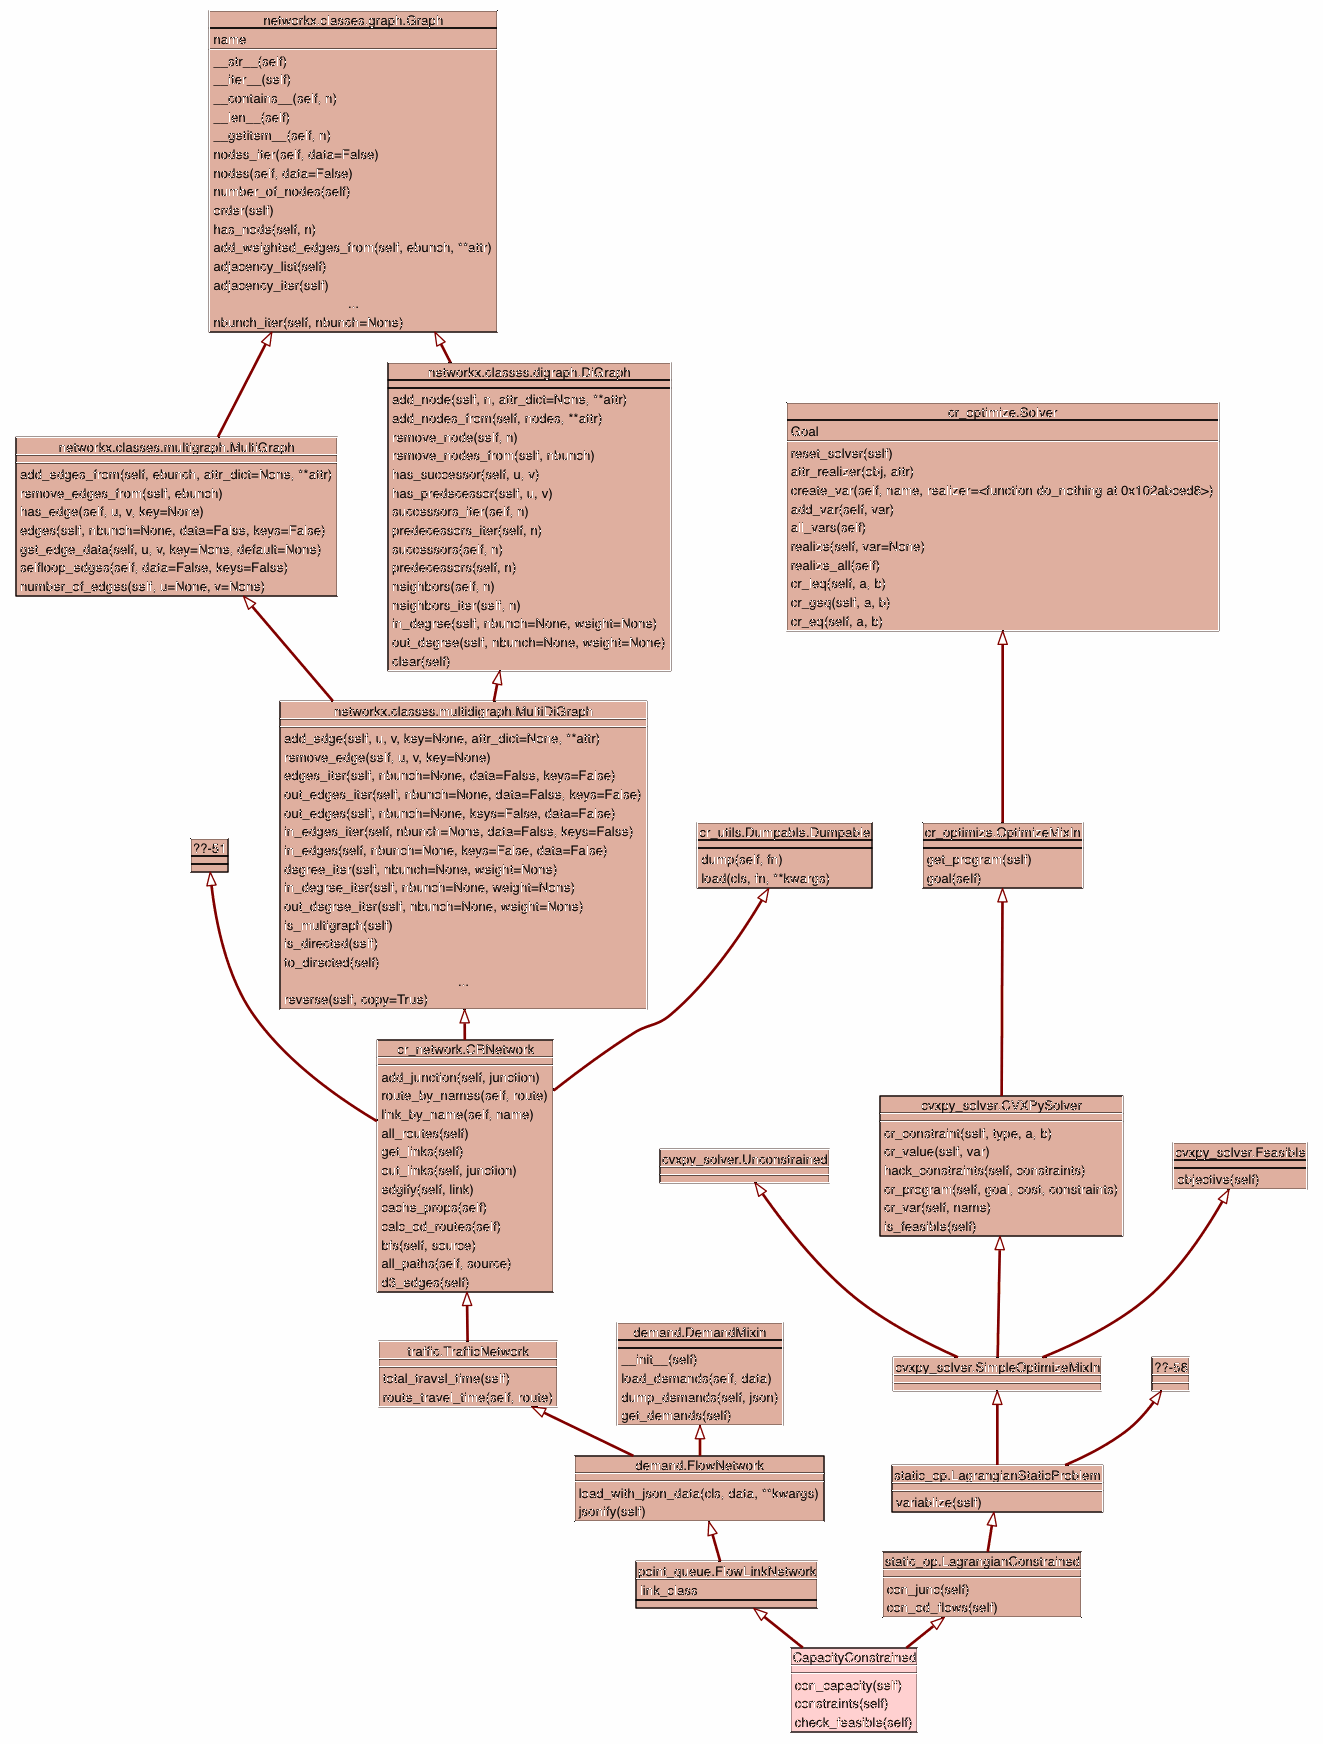 networkx.classes.graph.Graph
name
__str__(self)
__iter__(self)
__contains__(self, n)
__len__(self)
__getitem__(self, n)
nodes_iter(self, data=False)
nodes(self, data=False)
number_of_nodes(self)
order(self)
has_node(self, n)
add_weighted_edges_from(self, ebunch, **attr)
adjacency_list(self)
adjacency_iter(self)
...
nbunch_iter(self, nbunch=None)
networkx.classes.digraph.DiGraph
add_node(self, n, attr_dict=None, **attr)
add_nodes_from(self, nodes, **attr)
remove_node(self, n)
remove_nodes_from(self, nbunch)
has_successor(self, u, v)
has_predecessor(self, u, v)
successors_iter(self, n)
predecessors_iter(self, n)
successors(self, n)
predecessors(self, n)
neighbors(self, n)
neighbors_iter(self, n)
in_degree(self, nbunch=None, weight=None)
out_degree(self, nbunch=None, weight=None)
clear(self)
networkx.classes.multigraph.MultiGraph
add_edges_from(self, ebunch, attr_dict=None, **attr)
remove_edges_from(self, ebunch)
has_edge(self, u, v, key=None)
edges(self, nbunch=None, data=False, keys=False)
get_edge_data(self, u, v, key=None, default=None)
selfloop_edges(self, data=False, keys=False)
number_of_edges(self, u=None, v=None)
cr_optimize.Solver
Goal
reset_solver(self)
attr_realizer(obj, attr)
create_var(self, name, realizer=<function do_nothing at 0x102abced8>)
add_var(self, var)
all_vars(self)
realize(self, var=None)
realize_all(self)
cr_leq(self, a, b)
cr_geq(self, a, b)
cr_eq(self, a, b)
networkx.classes.multidigraph.MultiDiGraph
add_edge(self, u, v, key=None, attr_dict=None, **attr)
remove_edge(self, u, v, key=None)
edges_iter(self, nbunch=None, data=False, keys=False)
out_edges_iter(self, nbunch=None, data=False, keys=False)
out_edges(self, nbunch=None, keys=False, data=False)
in_edges_iter(self, nbunch=None, data=False, keys=False)
in_edges(self, nbunch=None, keys=False, data=False)
degree_iter(self, nbunch=None, weight=None)
in_degree_iter(self, nbunch=None, weight=None)
out_degree_iter(self, nbunch=None, weight=None)
is_multigraph(self)
is_directed(self)
to_directed(self)
...
reverse(self, copy=True)
cr_utils.Dumpable.Dumpable
dump(self, fn)
load(cls, fn, **kwargs)
cr_optimize.OptimizeMixIn
get_program(self)
goal(self)
cr_network.CRNetwork
add_junction(self, junction)
route_by_names(self, route)
link_by_name(self, name)
all_routes(self)
get_links(self)
out_links(self, junction)
edgify(self, link)
cache_props(self)
calc_od_routes(self)
bfs(self, source)
all_paths(self, source)
d3_edges(self)
cvxpy_solver.CVXPySolver
cr_constraint(self, type, a, b)
cr_value(self, var)
hack_constraints(self, constraints)
cr_program(self, goal, cost, constraints)
cr_var(self, name)
is_feasible(self)
cvxpy_solver.Unconstrained
cvxpy_solver.Feasible
objective(self)
demand.DemandMixin
__init__(self)
load_demands(self, data)
dump_demands(self, json)
get_demands(self)
traffic.TrafficNetwork
total_travel_time(self)
route_travel_time(self, route)
cvxpy_solver.SimpleOptimizeMixIn
demand.FlowNetwork
load_with_json_data(cls, data, **kwargs)
jsonify(self)
static_op.LagrangianStaticProblem
variablize(self)
point_queue.FlowLinkNetwork
link_class
static_op.LagrangianConstrained
con_junc(self)
con_od_flows(self)
CapacityConstrained
con_capacity(self)
constraints(self)
check_feasible(self)